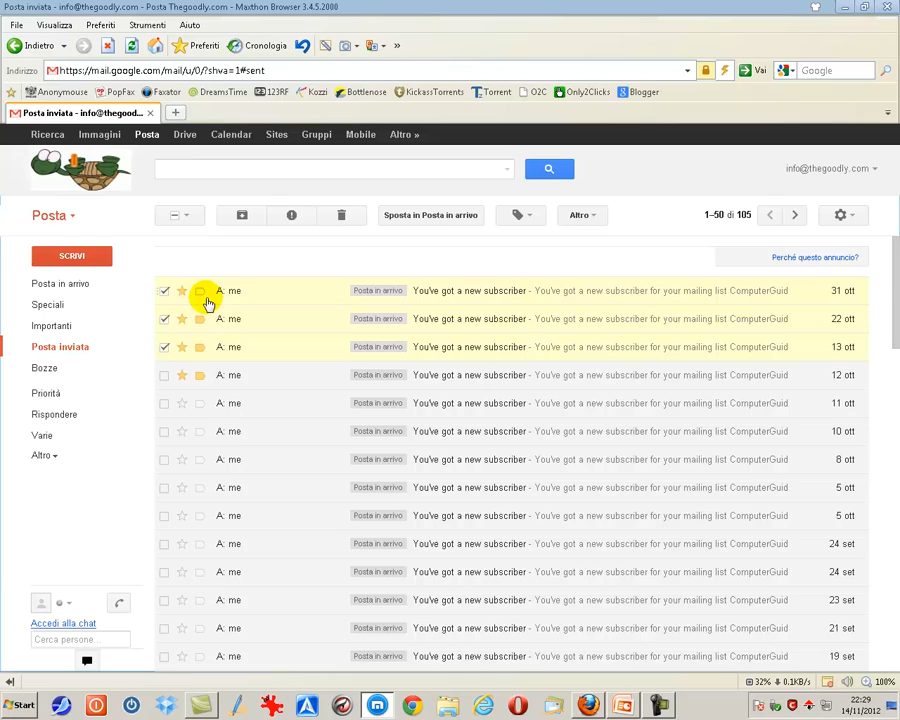 Posta inviata - info@thegoodly.com - Posta Thegoodly.com - Maxthon Browser 3.4.5.2000
File Visualizza Preferiti Strumenti Aiuto
Indietro Preferiti Cronologia »
Indirizzo https://mail.google.com/mail/u/0/?shva=1#sent Vai Google
Anonymouse PopFax Faxator DreamsTime 123RF Kozzi Bottlenose KickassTorrents Torrent O2C Only2Clicks Blogger
Posta inviata - info@thegood...
Ricerca Immagini Posta Drive Calendar Sites Gruppi Mobile Altro »
info@thegoodly.com
Posta Sposta in Posta in arrivo Altro 1–50 di 105
SCRIVI
Perché questo annuncio?
Posta in arrivo
Speciali
Importanti
Posta inviata
Bozze
Priorità
Rispondere
Varie
Altro
A: me Posta in arrivo You've got a new subscriber - You've got a new subscriber for your mailing list ComputerGuid 31 ott
A: me Posta in arrivo You've got a new subscriber - You've got a new subscriber for your mailing list ComputerGuid 22 ott
A: me Posta in arrivo You've got a new subscriber - You've got a new subscriber for your mailing list ComputerGuid 13 ott
A: me Posta in arrivo You've got a new subscriber - You've got a new subscriber for your mailing list ComputerGuid 12 ott
A: me Posta in arrivo You've got a new subscriber - You've got a new subscriber for your mailing list ComputerGuid 11 ott
A: me Posta in arrivo You've got a new subscriber - You've got a new subscriber for your mailing list ComputerGuid 10 ott
A: me Posta in arrivo You've got a new subscriber - You've got a new subscriber for your mailing list ComputerGuid 8 ott
A: me Posta in arrivo You've got a new subscriber - You've got a new subscriber for your mailing list ComputerGuid 5 ott
A: me Posta in arrivo You've got a new subscriber - You've got a new subscriber for your mailing list ComputerGuid 5 ott
A: me Posta in arrivo You've got a new subscriber - You've got a new subscriber for your mailing list ComputerGuid 24 set
A: me Posta in arrivo You've got a new subscriber - You've got a new subscriber for your mailing list ComputerGuid 24 set
A: me Posta in arrivo You've got a new subscriber - You've got a new subscriber for your mailing list ComputerGuid 23 set
A: me Posta in arrivo You've got a new subscriber - You've got a new subscriber for your mailing list ComputerGuid 21 set
A: me Posta in arrivo You've got a new subscriber - You've got a new subscriber for your mailing list ComputerGuid 19 set
Accedi alla chat
Cerca persone...
32% 0.1KB/s 100%
Start
22:29
14/11/2012